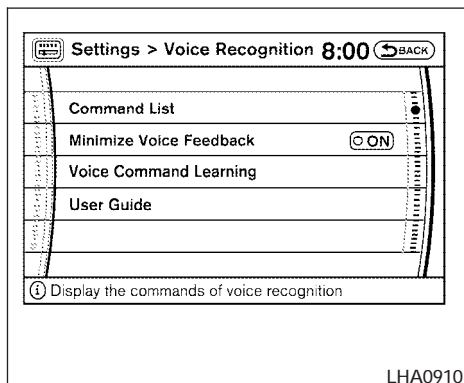 Settings > Voice Recognition 8:00 BACK
Command List
Minimize Voice Feedback ON
Voice Command Learning
User Guide
i Display the commands of voice recognition
LHA0910